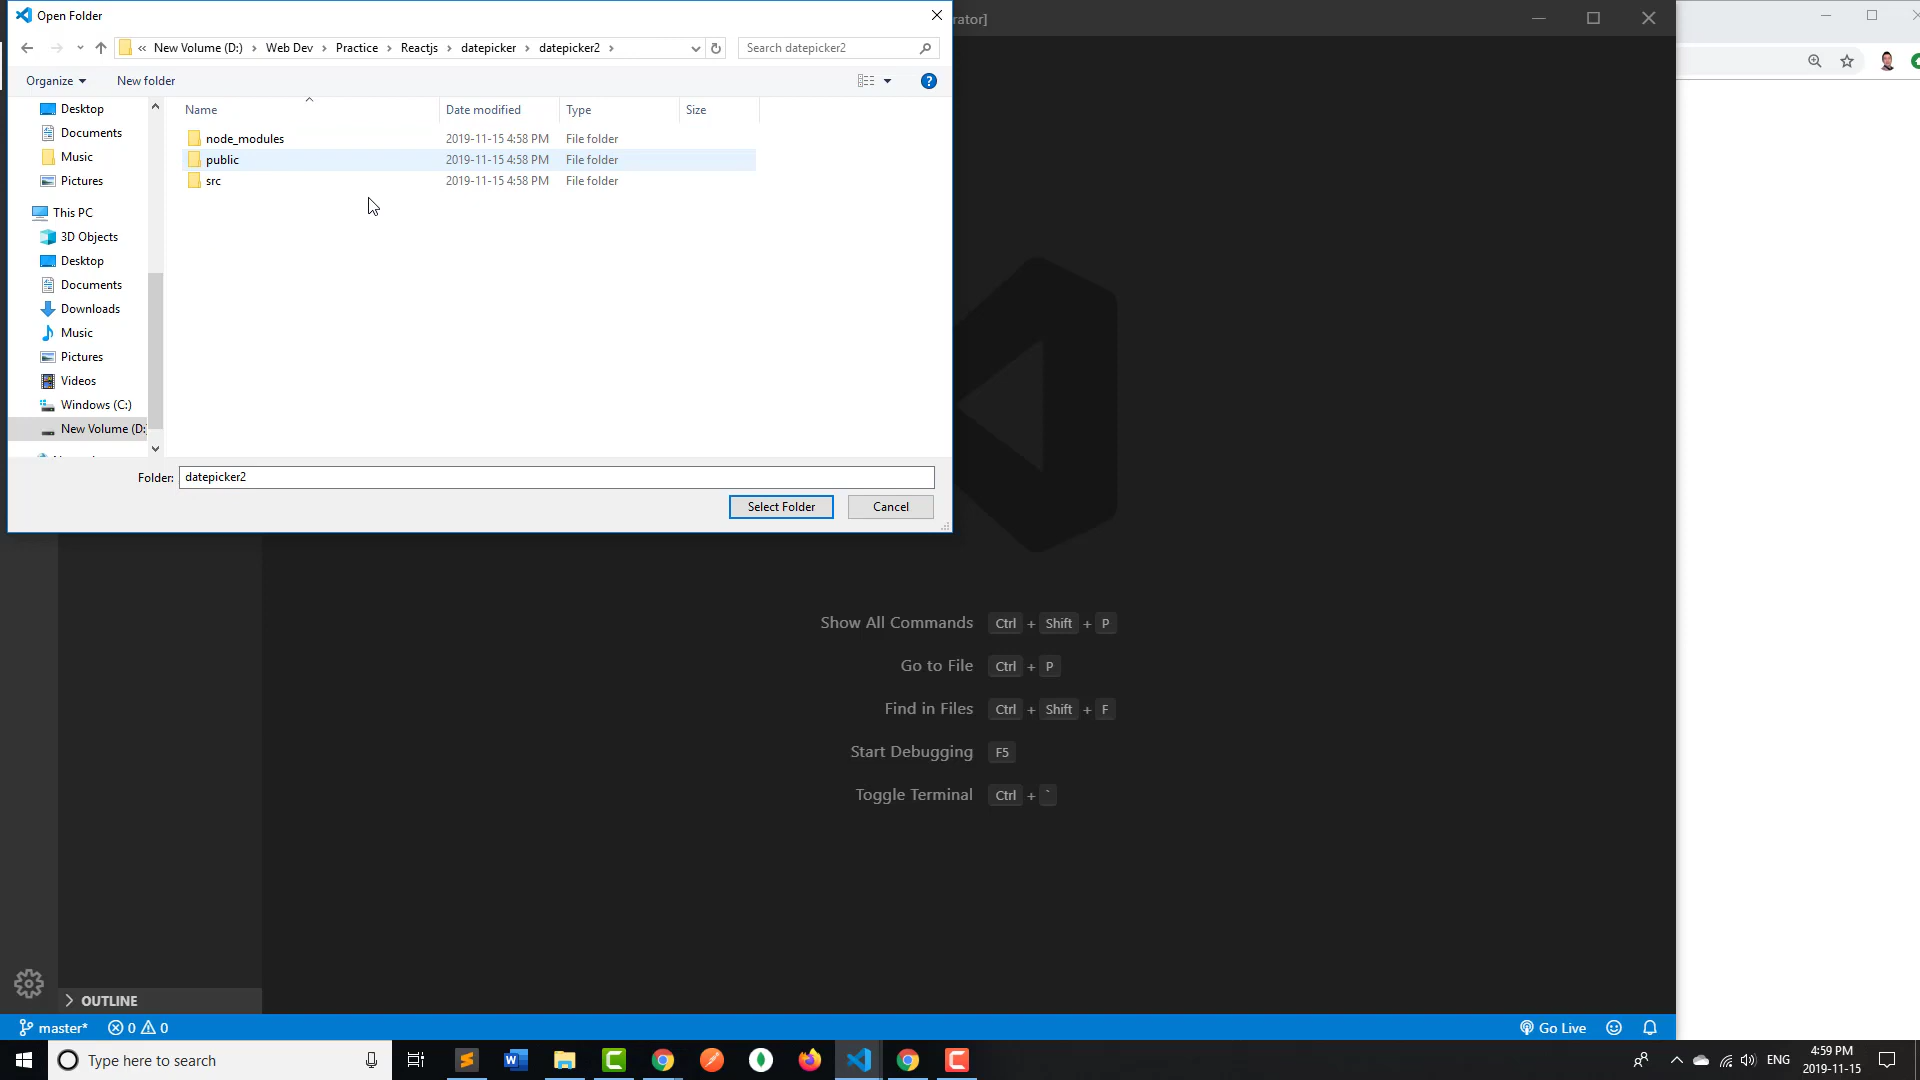 Open Folder
rator]
« New Volume (D:) › Web Dev › Practice › Reactjs › datepicker › datepicker2 ›
Search datepicker2
Organize
New folder
Desktop
Documents
Music
Pictures
This PC
3D Objects
Desktop
Documents
Downloads
Music
Pictures
Videos
Windows (C:)
New Volume (D:
Name Date modified Type Size
node_modules 2019-11-15 4:58 PM File folder
public 2019-11-15 4:58 PM File folder
src 2019-11-15 4:58 PM File folder
Folder: datepicker2
Select Folder
Cancel
Show All Commands Ctrl + Shift + P
Go to File Ctrl + P
Find in Files Ctrl + Shift + F
Start Debugging F5
Toggle Terminal Ctrl + `
OUTLINE
master* 0 0
Go Live
Type here to search
ENG
4:59 PM
2019-11-15